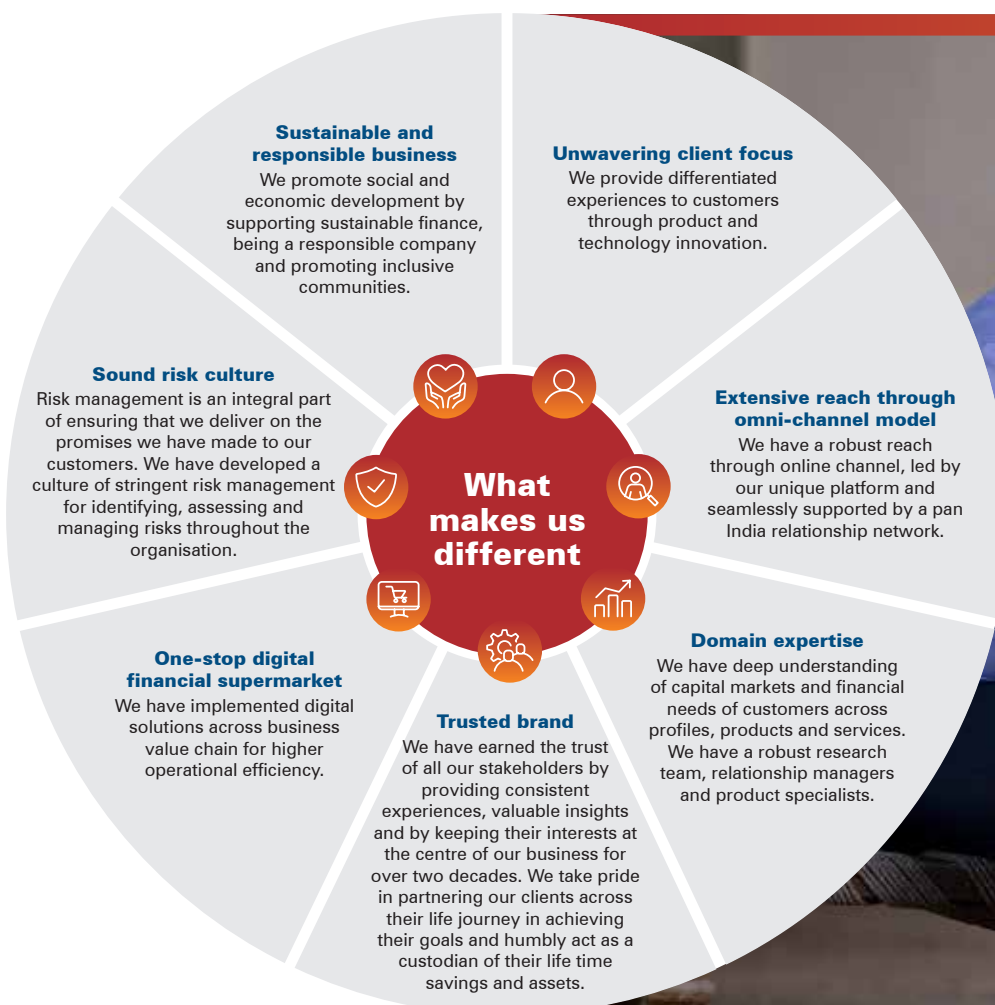 What
makes us
different
Unwavering client focus
We provide differentiated
experiences to customers
through product and
technology innovation.
Extensive reach through
omni-channel model
We have a robust reach
through online channel, led by
our unique platform and
seamlessly supported by a pan
India relationship network.
Domain expertise
We have deep understanding
of capital markets and financial
needs of customers across
profiles, products and services.
We have a robust research
team, relationship managers
and product specialists.
Trusted brand
We have earned the trust
of all our stakeholders by
providing consistent
experiences, valuable insights
and by keeping their interests at
the centre of our business for
over two decades. We take pride
in partnering our clients across
their life journey in achieving
their goals and humbly act as a
custodian of their life time
savings and assets.
One-stop digital
financial supermarket
We have implemented digital
solutions across business
value chain for higher
operational efficiency.
Sound risk culture
Risk management is an integral part
of ensuring that we deliver on the
promises we have made to our
customers. We have developed a
culture of stringent risk management
for identifying, assessing and
managing risks throughout the
organisation.
Sustainable and
responsible business
We promote social and
economic development by
supporting sustainable finance,
being a responsible company
and promoting inclusive
communities.